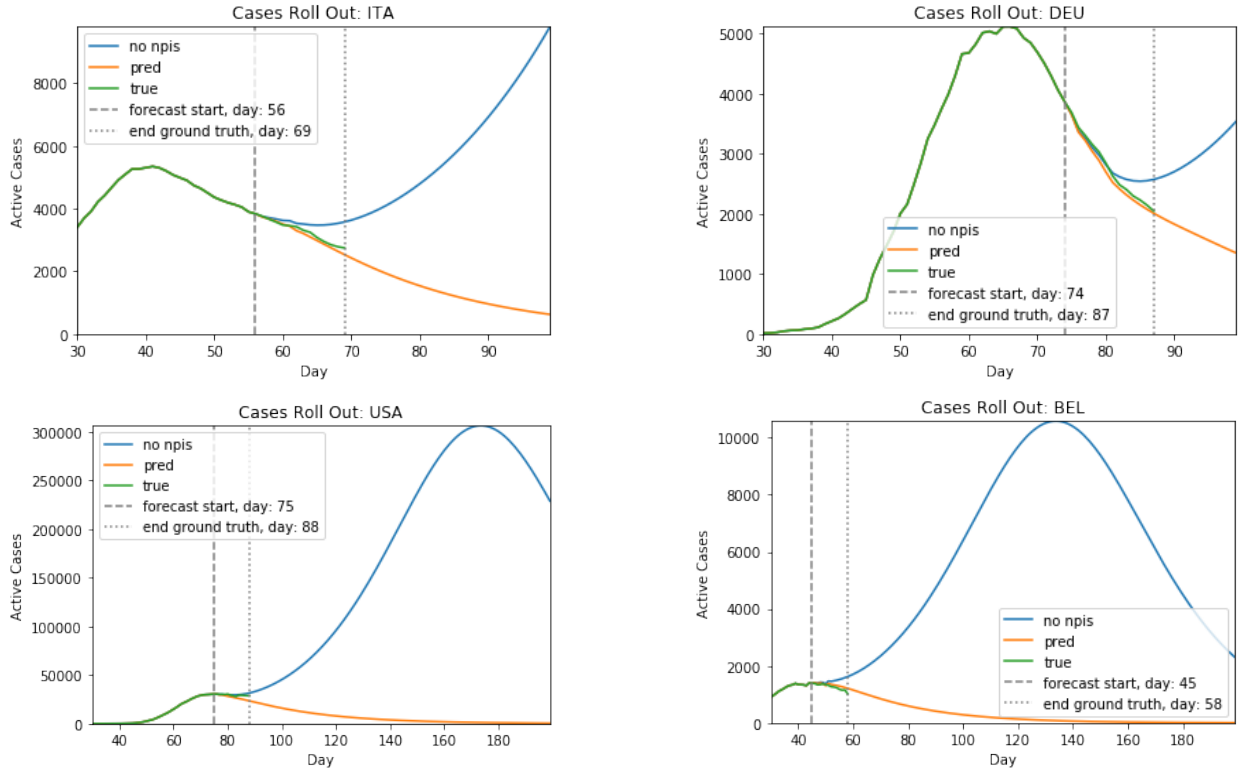 Cases Roll Out: ITA
no npis
pred
true
forecast start, day: 56
end ground truth, day: 69
Active Cases
8000
6000
4000
2000
0
30 40 50 60 70 80 90
Day
Cases Roll Out: DEU
Active Cases
5000
4000
3000
2000
1000
0
no npis
pred
true
forecast start, day: 74
end ground truth, day: 87
30 40 50 60 70 80 90
Day
Cases Roll Out: USA
no npis
pred
true
forecast start, day: 75
end ground truth, day: 88
Active Cases
300000
250000
200000
150000
100000
50000
0
40 60 80 100 120 140 160 180
Day
Cases Roll Out: BEL
Active Cases
10000
8000
6000
4000
2000
0
no npis
pred
true
forecast start, day: 45
end ground truth, day: 58
40 60 80 100 120 140 160 180
Day